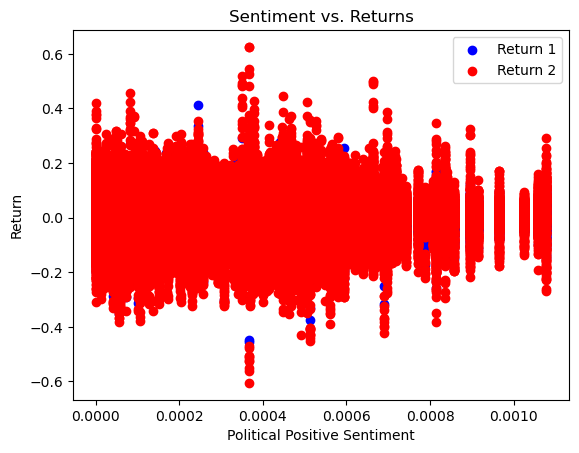 Sentiment vs. Returns
Return 1
Return 2
Return
0.6
0.4
0.2
0.0
−0.2
−0.4
−0.6
0.0000 0.0002 0.0004 0.0006 0.0008 0.0010
Political Positive Sentiment